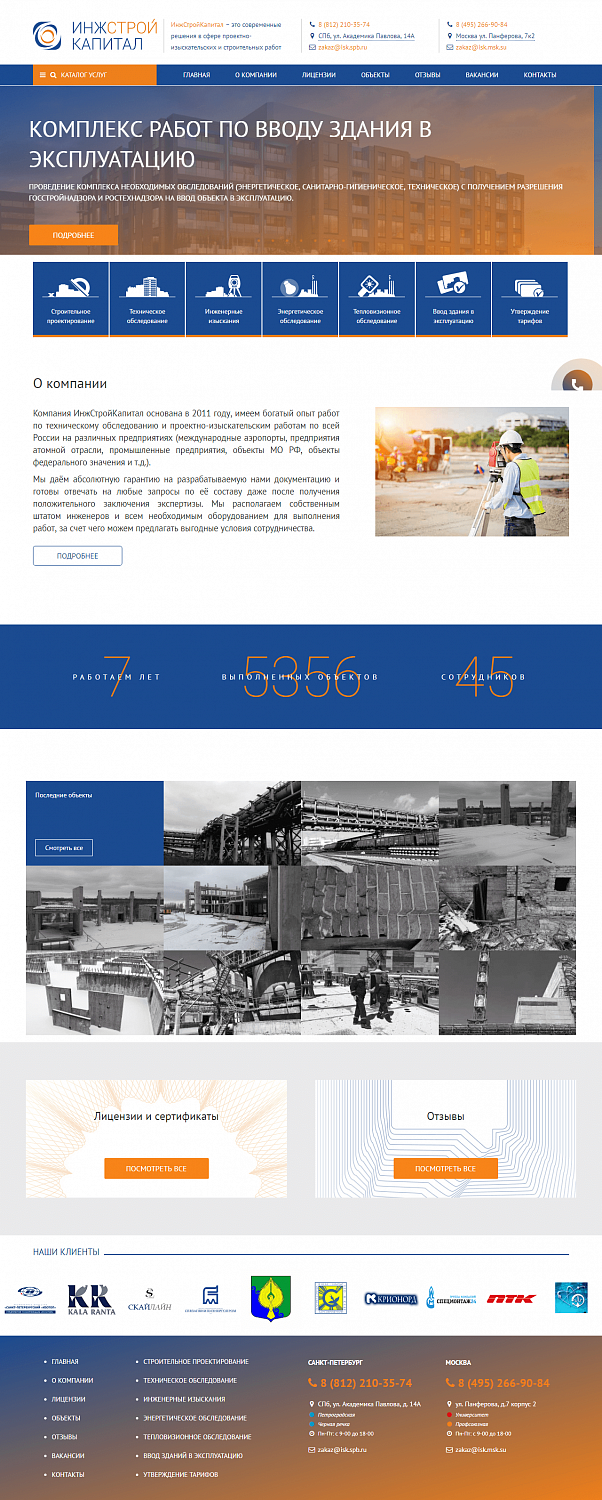 ИНЖСТРОЙ
КАПИТАЛ
ИнжСтройКапитал – это современные
решения в сфере проектно-
изыскательских и строительных работ
8 (812) 210-35-74
СПб, ул. Академика Павлова, 14А
zakaz@isk.spb.ru
8 (495) 266-90-84
Москва ул. Панферова, 7к2
zakaz@isk.msk.su
КАТАЛОГ УСЛУГ
ГЛАВНАЯ
О КОМПАНИИ
ЛИЦЕНЗИИ
ОБЪЕКТЫ
ОТЗЫВЫ
ВАКАНСИИ
КОНТАКТЫ
КОМПЛЕКС РАБОТ ПО ВВОДУ ЗДАНИЯ В
ЭКСПЛУАТАЦИЮ
ПРОВЕДЕНИЕ КОМПЛЕКСА НЕОБХОДИМЫХ ОБСЛЕДОВАНИЙ (ЭНЕРГЕТИЧЕСКОЕ, САНИТАРНО-ГИГИЕНИЧЕСКОЕ, ТЕХНИЧЕСКОЕ) С ПОЛУЧЕНИЕМ РАЗРЕШЕНИЯ
ГОССТРОЙНАДЗОРА И РОСТЕХНАДЗОРА НА ВВОД ОБЪЕКТА В ЭКСПЛУАТАЦИЮ.
ПОДРОБНЕЕ
Строительное
проектирование
Техническое
обследование
Инженерные
изыскания
Энергетическое
обследование
Тепловизионное
обследование
Ввод здания в
эксплуатацию
Утверждение
тарифов
О компании
Компания ИнжСтройКапитал основана в 2011 году, имеем богатый опыт работ
по техническому обследованию и проектно-изыскательским работам по всей
России на различных предприятиях (международные аэропорты, предприятия
атомной отрасли, промышленные предприятия, объекты МО РФ, объекты
федерального значения и т.д.).
Мы даём абсолютную гарантию на разрабатываемую нами документацию и
готовы отвечать на любые запросы по её составу даже после получения
положительного заключения экспертизы. Мы располагаем собственным
штатом инженеров и всем необходимым оборудованием для выполнения
работ, за счет чего можем предлагать выгодные условия сотрудничества.
ПОДРОБНЕЕ
7
РАБОТАЕМ ЛЕТ
5356
ВЫПОЛНЕННЫХ ОБЪЕКТОВ
45
СОТРУДНИКОВ
Последние объекты
Смотреть все
Лицензии и сертификаты
ПОСМОТРЕТЬ ВСЕ
Отзывы
ПОСМОТРЕТЬ ВСЕ
НАШИ КЛИЕНТЫ
KR
KALA RANTA
S
СКАЙЛАЙН
КРИОНОРД
СПЕЦМОНТАЖ
ПТК
ГЛАВНАЯ
О КОМПАНИИ
ЛИЦЕНЗИИ
ОБЪЕКТЫ
ОТЗЫВЫ
ВАКАНСИИ
КОНТАКТЫ
СТРОИТЕЛЬНОЕ ПРОЕКТИРОВАНИЕ
ТЕХНИЧЕСКОЕ ОБСЛЕДОВАНИЕ
ИНЖЕНЕРНЫЕ ИЗЫСКАНИЯ
ЭНЕРГЕТИЧЕСКОЕ ОБСЛЕДОВАНИЕ
ТЕПЛОВИЗИОННОЕ ОБСЛЕДОВАНИЕ
ВВОД ЗДАНИЙ В ЭКСПЛУАТАЦИЮ
УТВЕРЖДЕНИЕ ТАРИФОВ
САНКТ-ПЕТЕРБУРГ
8 (812) 210-35-74
СПб, ул. Академика Павлова, д. 14А
Петроградская
Черная речка
Пн-Пт: с 9-00 до 18-00
zakaz@isk.spb.ru
МОСКВА
8 (495) 266-90-84
ул. Панферова, д.7 корпус 2
Университет
Профсоюзная
Пн-Пт: с 9-00 до 18-00
zakaz@isk.msk.su